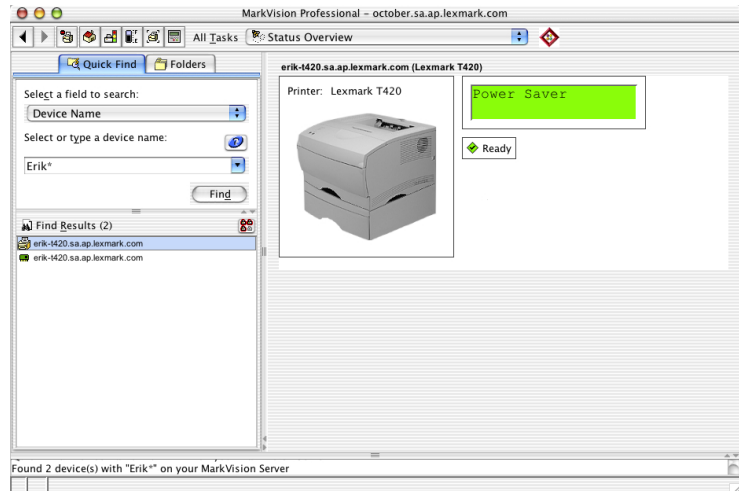 MarkVision Professional – october.sa.ap.lexmark.com
All Tasks Status Overview
Quick Find Folders
Select a field to search:
Device Name
Select or type a device name:
Erik*
Find
Find Results (2)
erik-t420.sa.ap.lexmark.com
erik-t420.sa.ap.lexmark.com
erik-t420.sa.ap.lexmark.com (Lexmark T420)
Printer: Lexmark T420
Power Saver
Ready
Found 2 device(s) with "Erik*" on your MarkVision Server